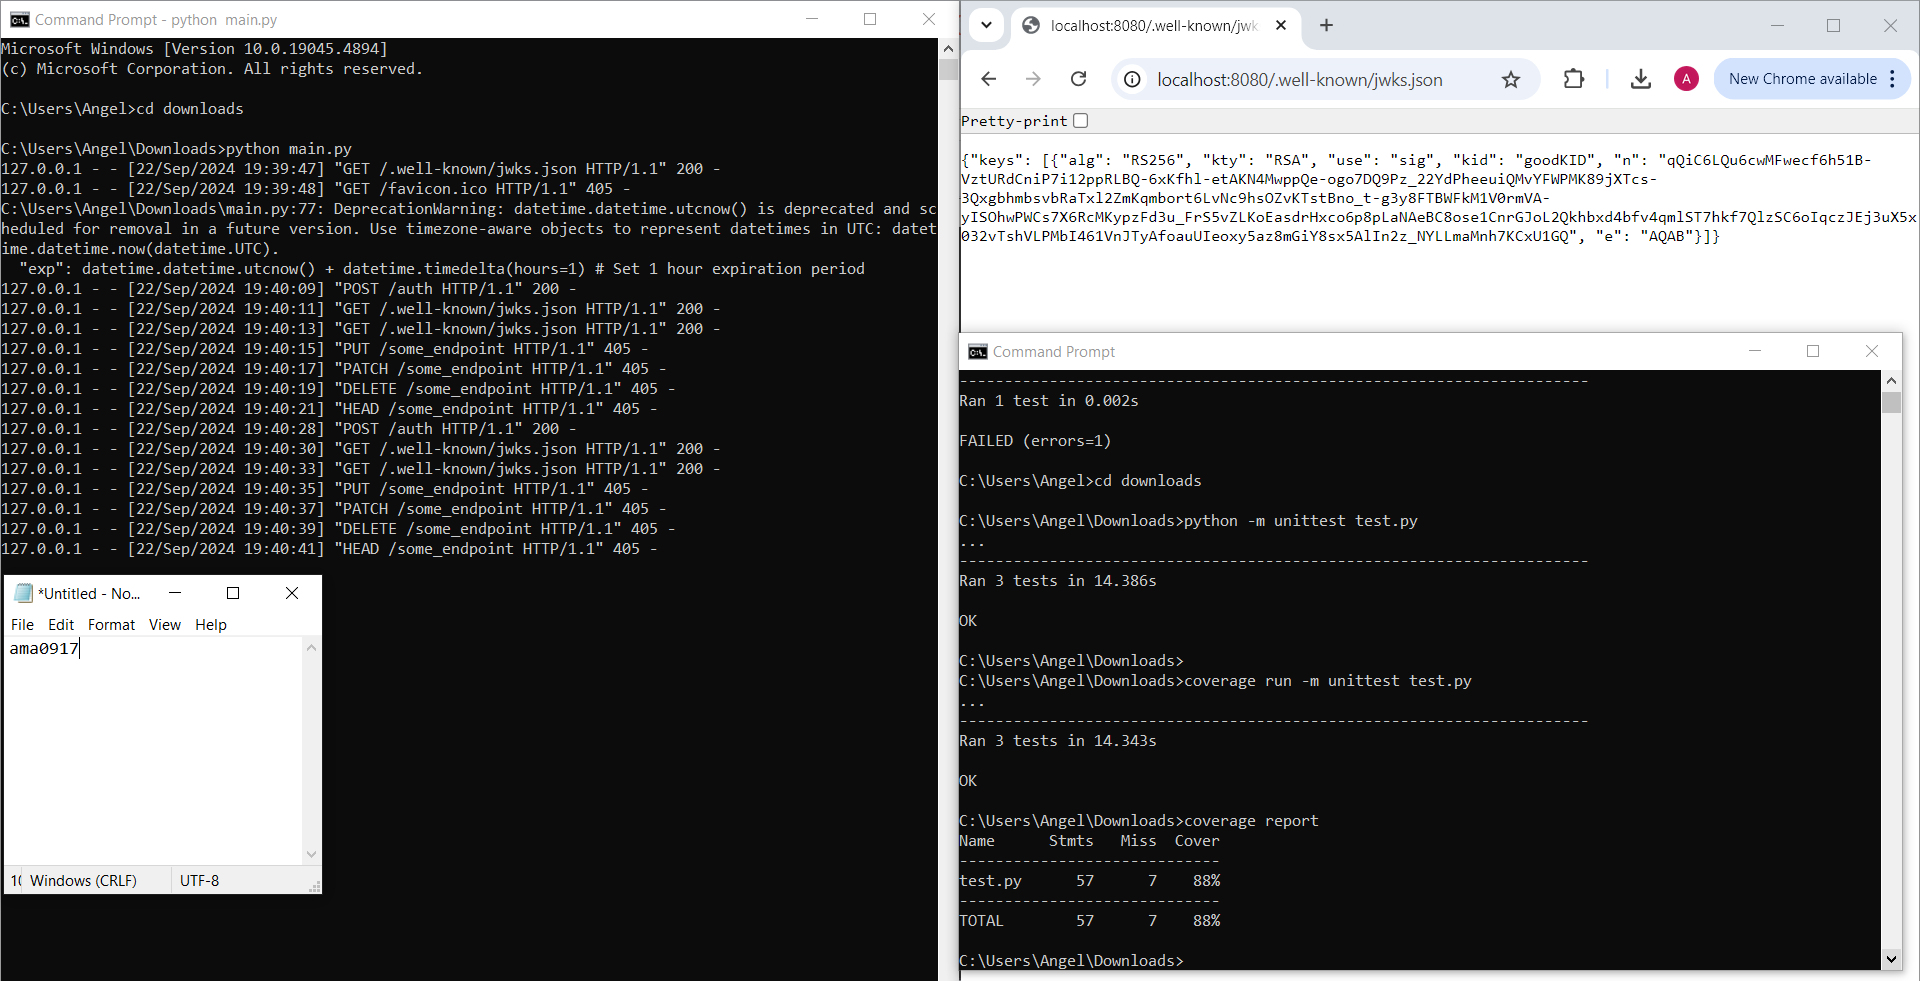 Command Prompt - python  main.py
Microsoft Windows [Version 10.0.19045.4894]
(c) Microsoft Corporation. All rights reserved.
C:\Users\Angel>cd downloads
C:\Users\Angel\Downloads>python main.py
127.0.0.1 - - [22/Sep/2024 19:39:47] "GET /.well-known/jwks.json HTTP/1.1" 200 -
127.0.0.1 - - [22/Sep/2024 19:39:48] "GET /favicon.ico HTTP/1.1" 405 -
C:\Users\Angel\Downloads\main.py:77: DeprecationWarning: datetime.datetime.utcnow() is deprecated and sc
heduled for removal in a future version. Use timezone-aware objects to represent datetimes in UTC: datet
ime.datetime.now(datetime.UTC).
"exp": datetime.datetime.utcnow() + datetime.timedelta(hours=1) # Set 1 hour expiration period
127.0.0.1 - - [22/Sep/2024 19:40:09] "POST /auth HTTP/1.1" 200 -
127.0.0.1 - - [22/Sep/2024 19:40:11] "GET /.well-known/jwks.json HTTP/1.1" 200 -
127.0.0.1 - - [22/Sep/2024 19:40:13] "GET /.well-known/jwks.json HTTP/1.1" 200 -
127.0.0.1 - - [22/Sep/2024 19:40:15] "PUT /some_endpoint HTTP/1.1" 405 -
127.0.0.1 - - [22/Sep/2024 19:40:17] "PATCH /some_endpoint HTTP/1.1" 405 -
127.0.0.1 - - [22/Sep/2024 19:40:19] "DELETE /some_endpoint HTTP/1.1" 405 -
127.0.0.1 - - [22/Sep/2024 19:40:21] "HEAD /some_endpoint HTTP/1.1" 405 -
127.0.0.1 - - [22/Sep/2024 19:40:28] "POST /auth HTTP/1.1" 200 -
127.0.0.1 - - [22/Sep/2024 19:40:30] "GET /.well-known/jwks.json HTTP/1.1" 200 -
127.0.0.1 - - [22/Sep/2024 19:40:33] "GET /.well-known/jwks.json HTTP/1.1" 200 -
127.0.0.1 - - [22/Sep/2024 19:40:35] "PUT /some_endpoint HTTP/1.1" 405 -
127.0.0.1 - - [22/Sep/2024 19:40:37] "PATCH /some_endpoint HTTP/1.1" 405 -
127.0.0.1 - - [22/Sep/2024 19:40:39] "DELETE /some_endpoint HTTP/1.1" 405 -
127.0.0.1 - - [22/Sep/2024 19:40:41] "HEAD /some_endpoint HTTP/1.1" 405 -
*Untitled - No...
File Edit Format View Help
ama0917
Windows (CRLF) UTF-8
localhost:8080/.well-known/jwk
localhost:8080/.well-known/jwks.json
A
New Chrome available
Pretty-print
{"keys": [{"alg": "RS256", "kty": "RSA", "use": "sig", "kid": "goodKID", "n": "qQiC6LQu6cwMFwecf6h51B-
VztURdCniP7i12ppRLBQ-6xKfhl-etAKN4MwppQe-ogo7DQ9Pz_22YdPheeuiQMvYFWPMK89jXTcs-
3QxgbhmbsvbRaTxl2ZmKqmbort6LvNc9hsOZvKTstBno_t-g3y8FTBWFkM1V0rmVA-
yISOhwPWCs7X6RcMKypzFd3u_FrS5vZLKoEasdrHxco6p8pLaNAeBC8ose1CnrGJoL2Qkhbxd4bfv4qmlST7hkf7QlzSC6oIqczJEj3uX5x
032vTshVLPMbI461VnJTyAfoauUIeoxy5az8mGiY8sx5AlIn2z_NYLLmaMnh7KCxU1GQ", "e": "AQAB"}]}
Command Prompt
----------------------------------------------------------------------
Ran 1 test in 0.002s
FAILED (errors=1)
C:\Users\Angel>cd downloads
C:\Users\Angel\Downloads>python -m unittest test.py
...
----------------------------------------------------------------------
Ran 3 tests in 14.386s
OK
C:\Users\Angel\Downloads>
C:\Users\Angel\Downloads>coverage run -m unittest test.py
...
----------------------------------------------------------------------
Ran 3 tests in 14.343s
OK
C:\Users\Angel\Downloads>coverage report
Name      Stmts   Miss  Cover
-----------------------------
test.py      57      7    88%
-----------------------------
TOTAL        57      7    88%
C:\Users\Angel\Downloads>